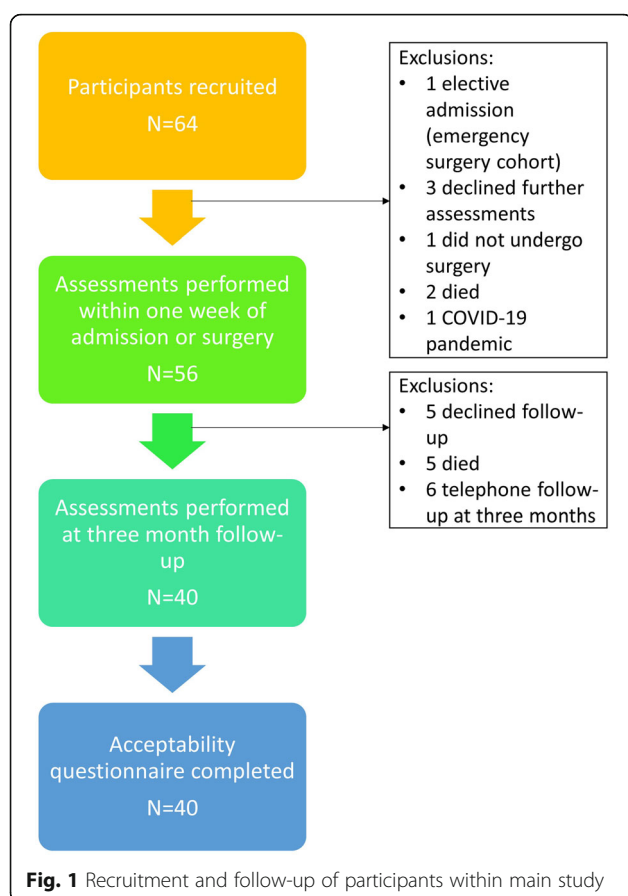 Participants recruited
N=64
Exclusions:
• 1 elective
admission
(emergency
surgery cohort)
• 3 declined further
assessments
• 1 did not undergo
surgery
• 2 died
• 1 COVID-19
pandemic
Assessments performed
within one week of
admission or surgery
N=56
Exclusions:
• 5 declined follow-
up
• 5 died
• 6 telephone follow-
up at three months
Assessments performed
at three month follow-
up
N=40
Acceptability
questionnaire completed
N=40
Fig. 1 Recruitment and follow-up of participants within main study